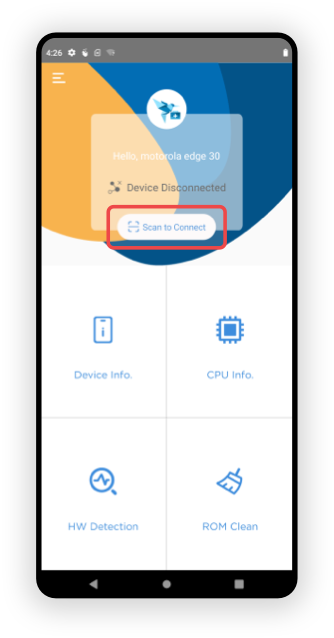 4:26
Hello, motorola edge 30
Device Disconnected
Scan to Connect
Device Info.
CPU Info.
HW Detection
ROM Clean